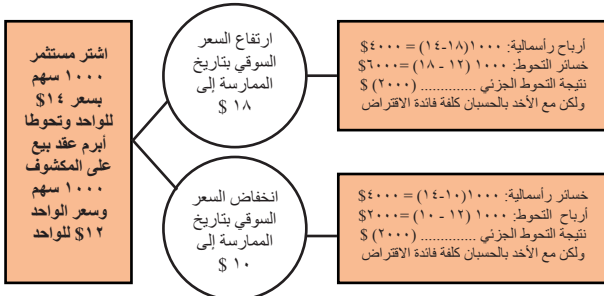 اشتر مستثمر
١٠٠٠ سهم
بسعر ١٤$
للواحد وتحوطا
أبرم عقد بيع
على المكشوف
١٠٠٠ سهم
وسعر الواحد
١٢$ للواحد
ارتفاع السعر
السوقي بتاريخ
الممارسة إلى
١٨ $
أرباح رأسمالية: ١٠٠٠(١٨-١٤) = ٤٠٠٠$
خسائر التحوط: ١٠٠٠ (١٢ - ١٨) =٦٠٠٠$
نتيجة التحوط الجزئي ............ (٢٠٠٠) $
ولكن مع الأخد بالحسبان كلفة فائدة الاقتراض
انخفاض السعر
السوقي بتاريخ
الممارسة إلى
١٠ $
خسائر رأسمالية: ١٠٠٠(١٠-١٤) = ٤٠٠٠$
أرباح التحوط: ١٠٠٠ (١٢ - ١٠) =٢٠٠٠$
نتيجة التحوط الجزئي ............ (٢٠٠٠) $
ولكن مع الأخد بالحسبان كلفة فائدة الاقتراض